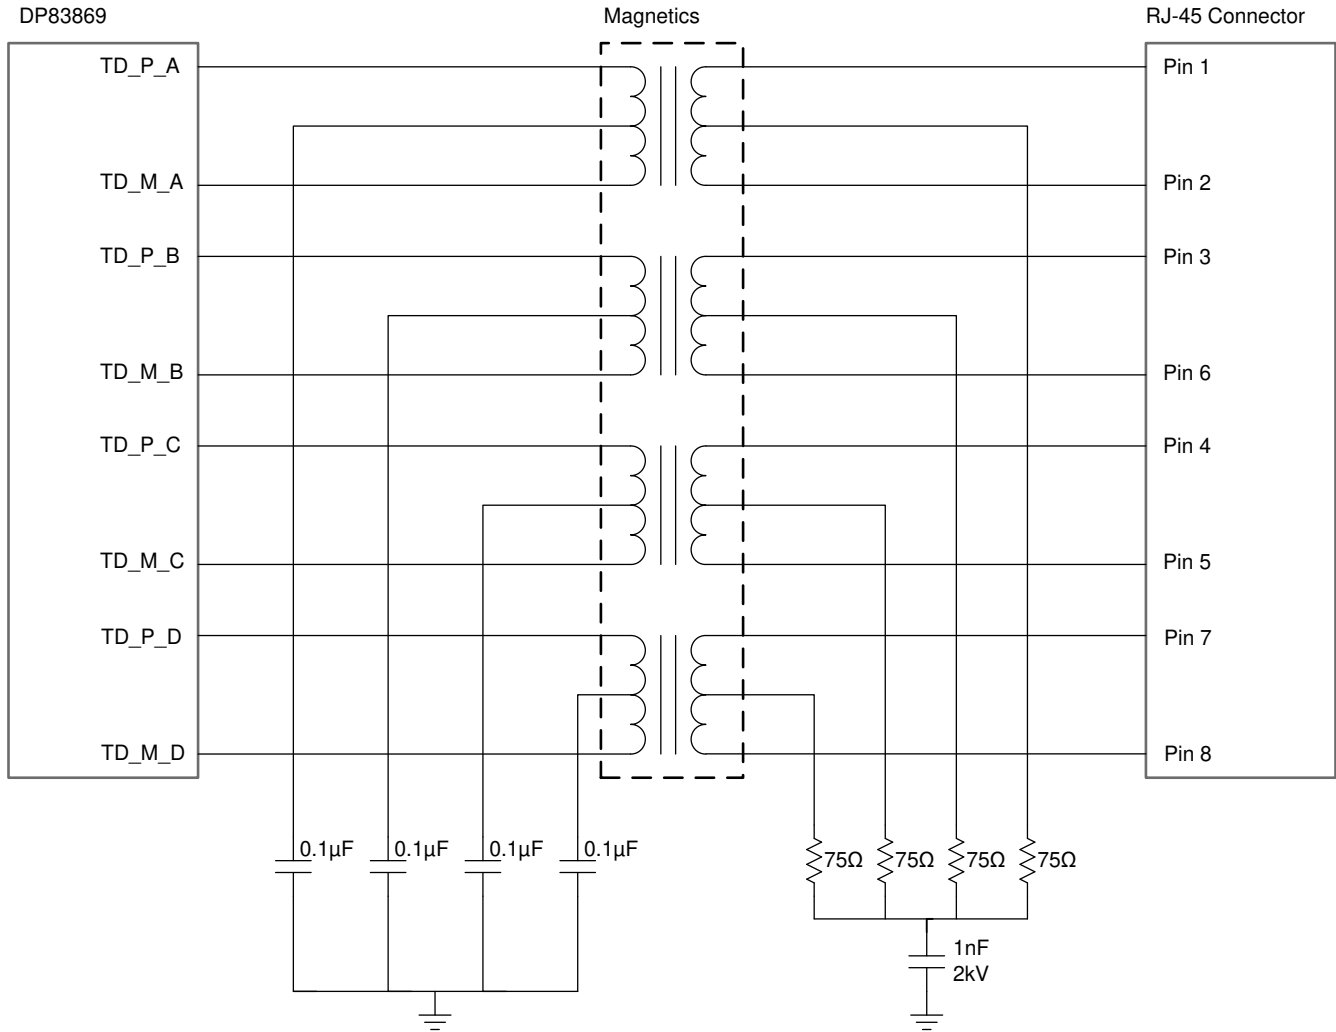 DP83869
Magnetics
RJ-45 Connector
TD_P_A
Pin 1
TD_M_A
Pin 2
TD_P_B
Pin 3
TD_M_B
Pin 6
TD_P_C
Pin 4
TD_M_C
Pin 5
TD_P_D
Pin 7
TD_M_D
Pin 8
0.1µF
0.1µF
0.1µF
0.1µF
75Ω
75Ω
75Ω
75Ω
1nF
2kV